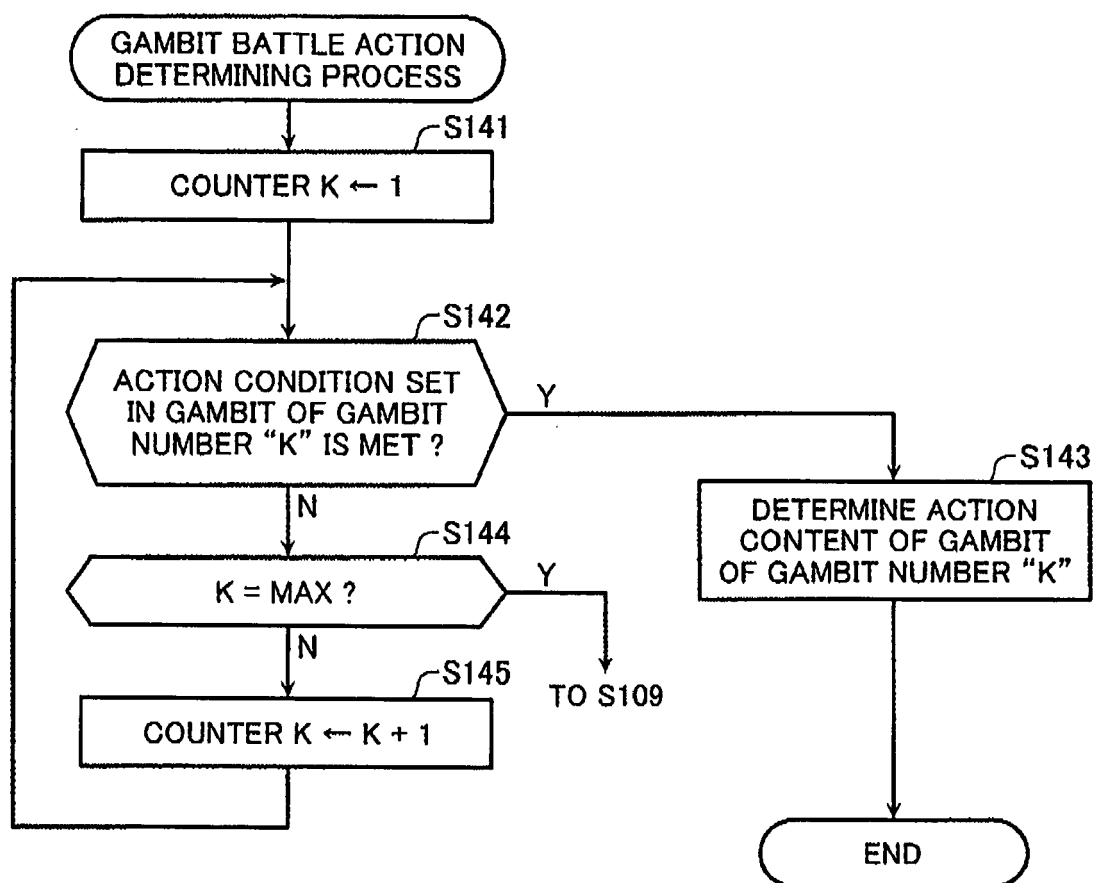 GAMBIT BATTLE ACTION
DETERMINING PROCESS
S141
COUNTER K ← 1
S142
ACTION CONDITION SET
IN GAMBIT OF GAMBIT
NUMBER “K” IS MET ?
Y
N
S143
DETERMINE ACTION
CONTENT OF GAMBIT
OF GAMBIT NUMBER “K”
S144
K = MAX ?
Y
N
TO S109
S145
COUNTER K ← K + 1
END